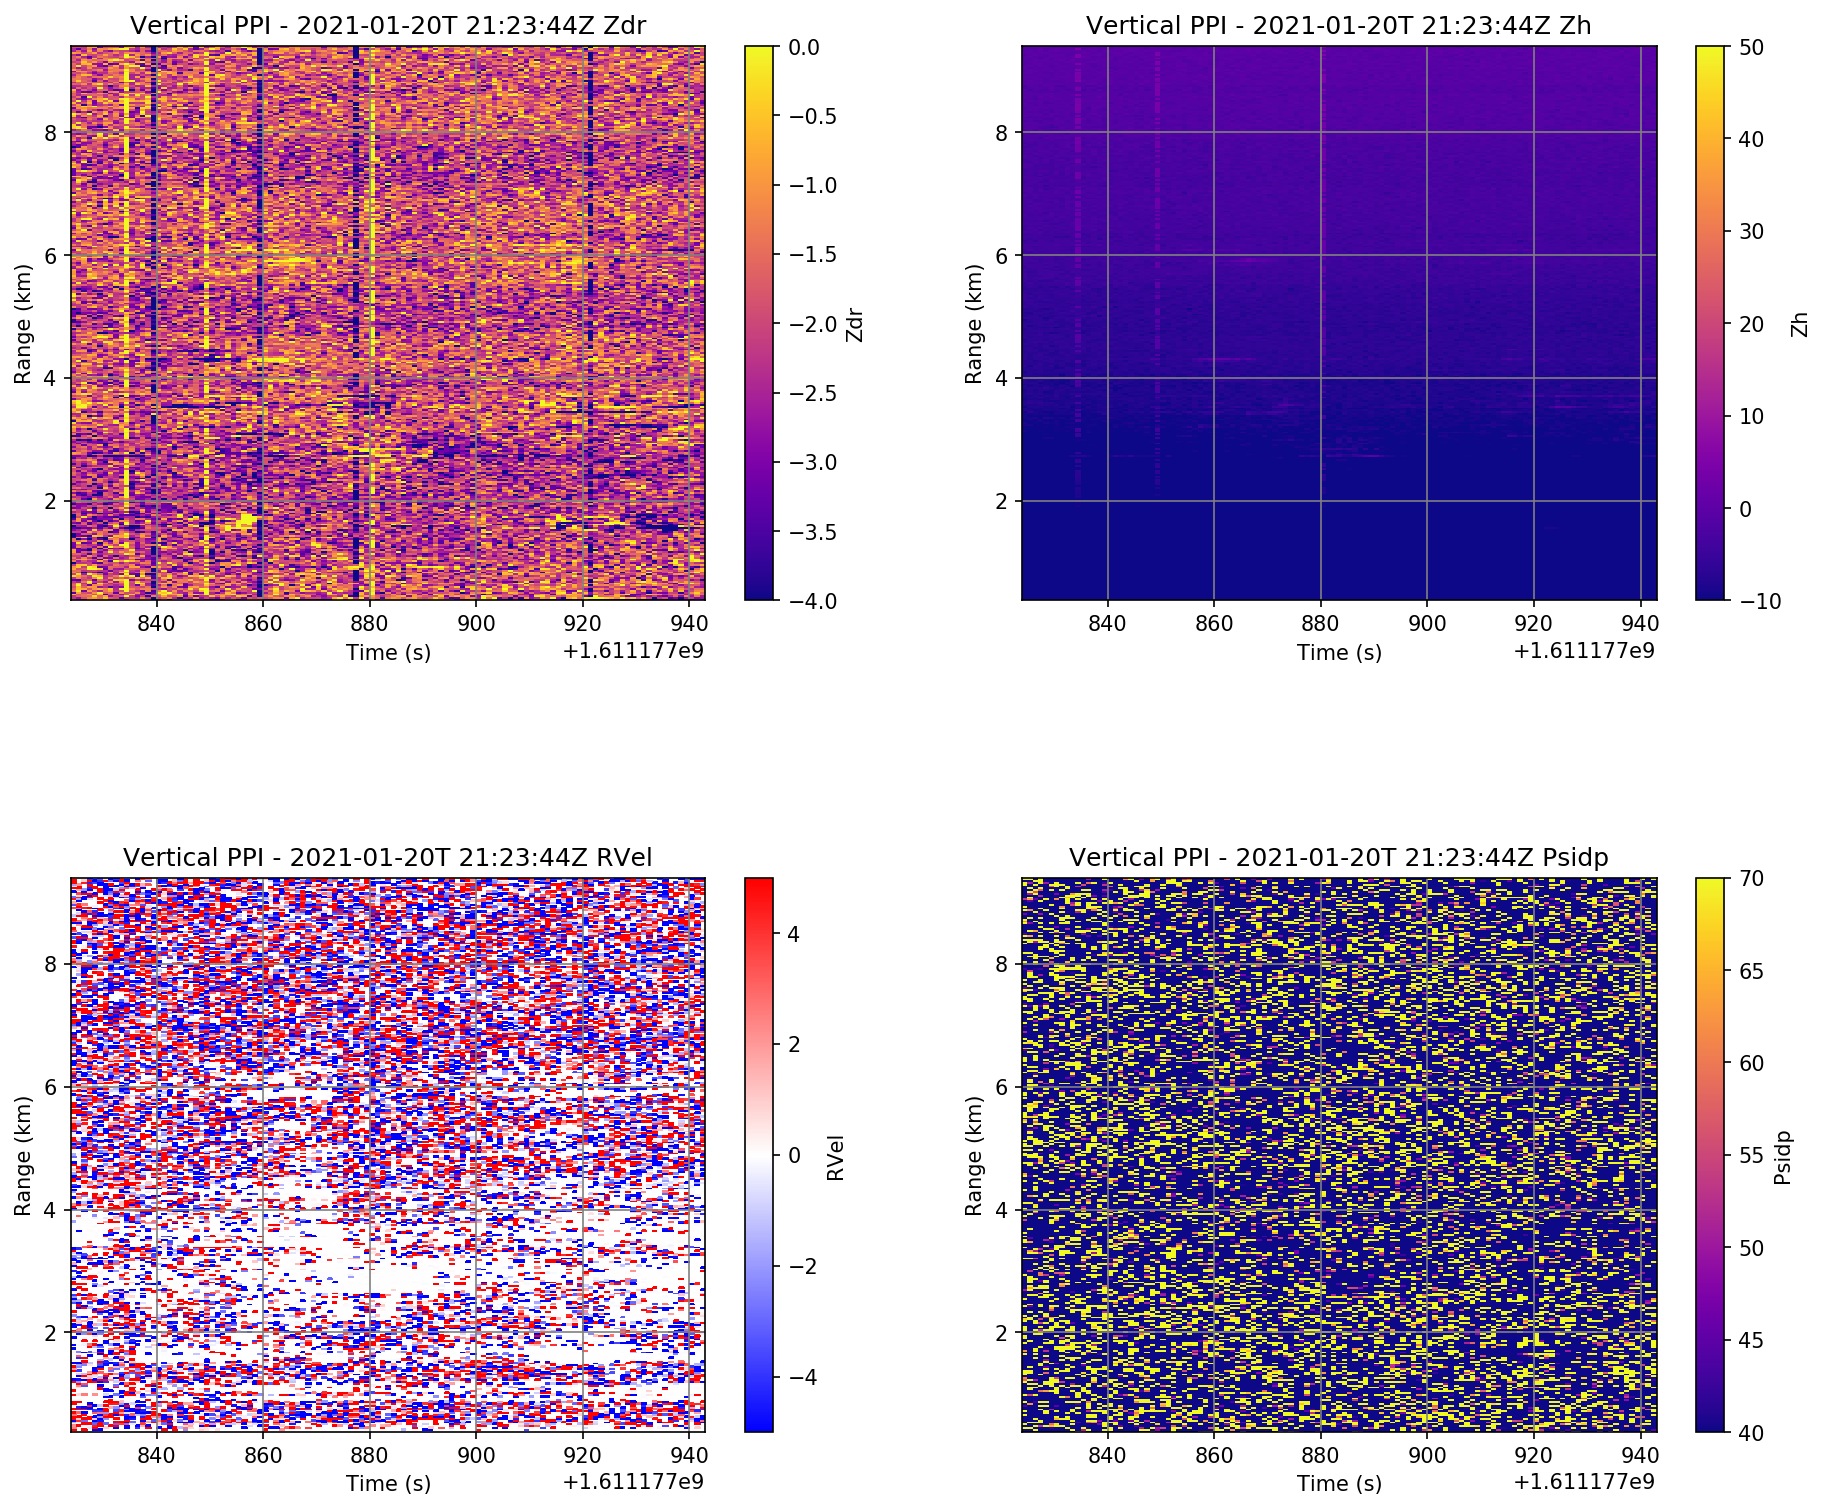 Vertical PPI - 2021-01-20T 21:23:44Z Zdr
Range (km)
8
6
4
2
840 860 880 900 920 940
Time (s)
+1.611177e9
0.0
−0.5
−1.0
−1.5
−2.0
−2.5
−3.0
−3.5
−4.0
Zdr
Vertical PPI - 2021-01-20T 21:23:44Z Zh
Range (km)
8
6
4
2
840 860 880 900 920 940
Time (s)
+1.611177e9
50
40
30
20
10
0
−10
Zh
Vertical PPI - 2021-01-20T 21:23:44Z RVel
Range (km)
8
6
4
2
840 860 880 900 920 940
Time (s)
+1.611177e9
4
2
0
−2
−4
RVel
Vertical PPI - 2021-01-20T 21:23:44Z Psidp
Range (km)
8
6
4
2
840 860 880 900 920 940
Time (s)
+1.611177e9
70
65
60
55
50
45
40
Psidp